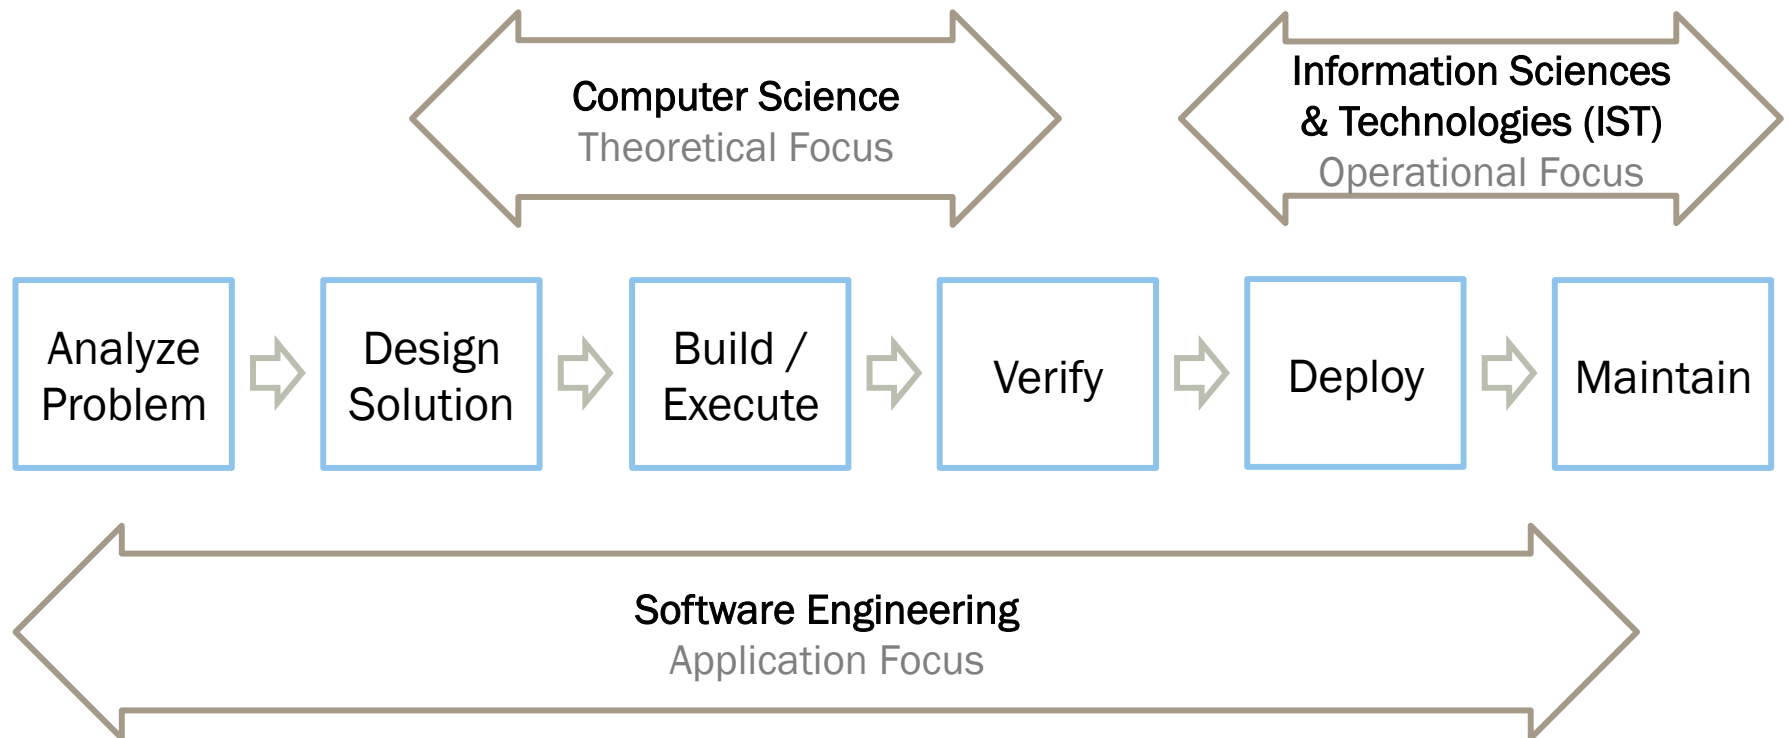 Computer Science
Theoretical Focus
Information Sciences
& Technologies (IST)
Operational Focus
Analyze
Problem
Design
Solution
Build /
Execute
Verify
Deploy
Maintain
Software Engineering
Application Focus